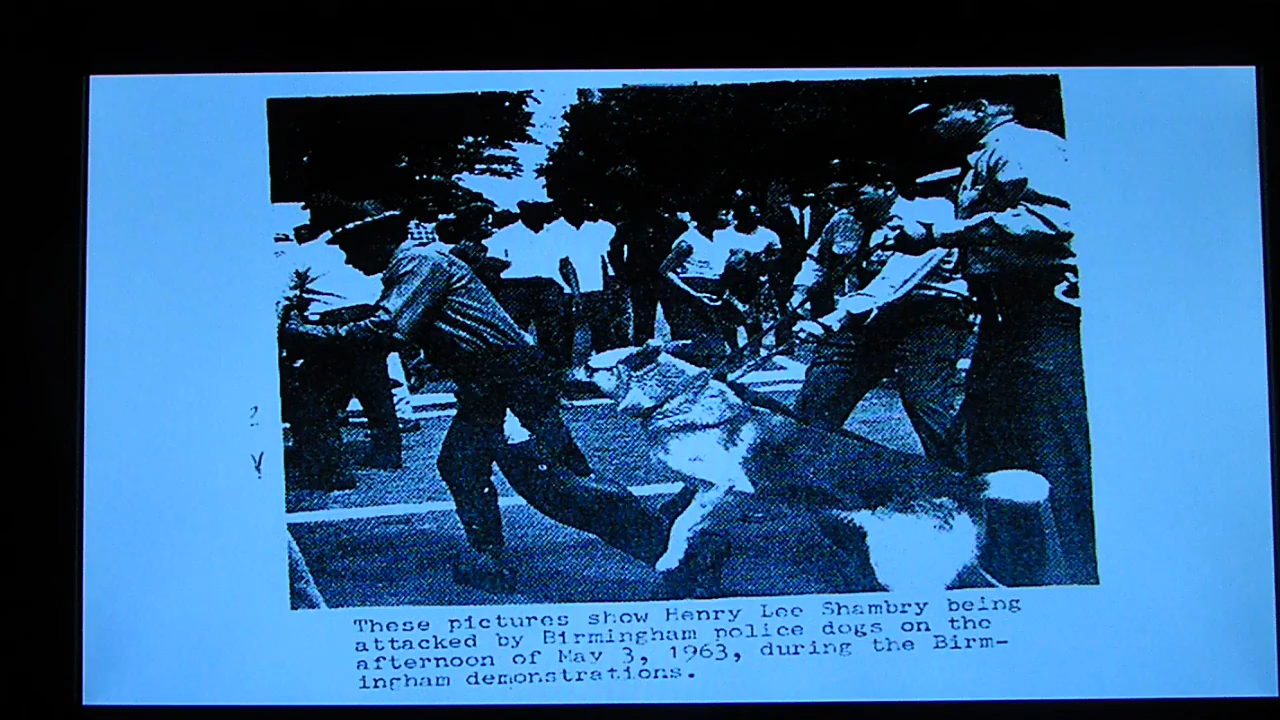 These pictures show Henry Lee Shambry being
attacked by Birmingham police dogs on the
afternoon of May 3, 1963, during the Birm-
ingham demonstrations.